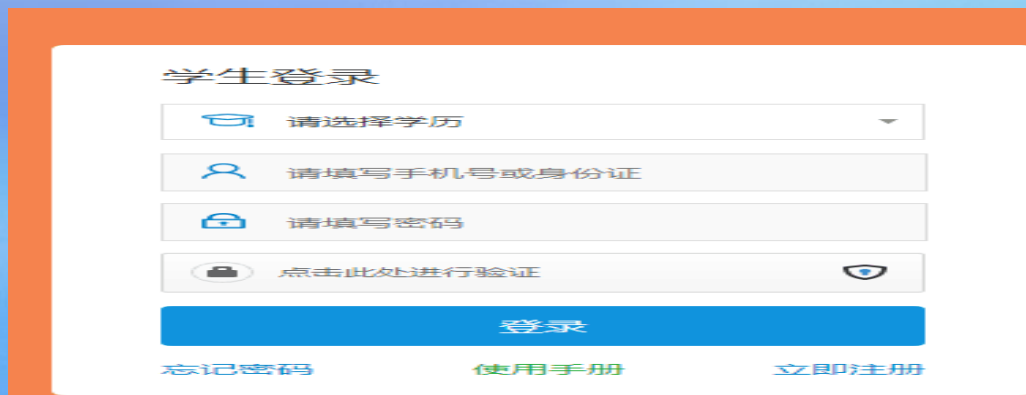 学生登录
请选择学历
请填写手机号或身份证
请填写密码
点击此处进行验证
登录
忘记密码 使用手册 立即注册